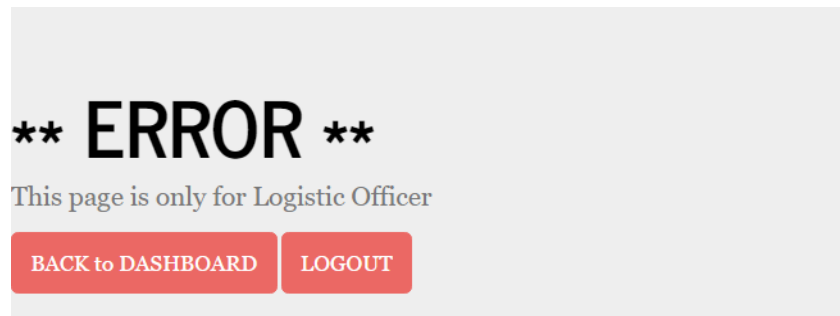 ** ERROR **
This page is only for Logistic Officer
BACK to DASHBOARD LOGOUT